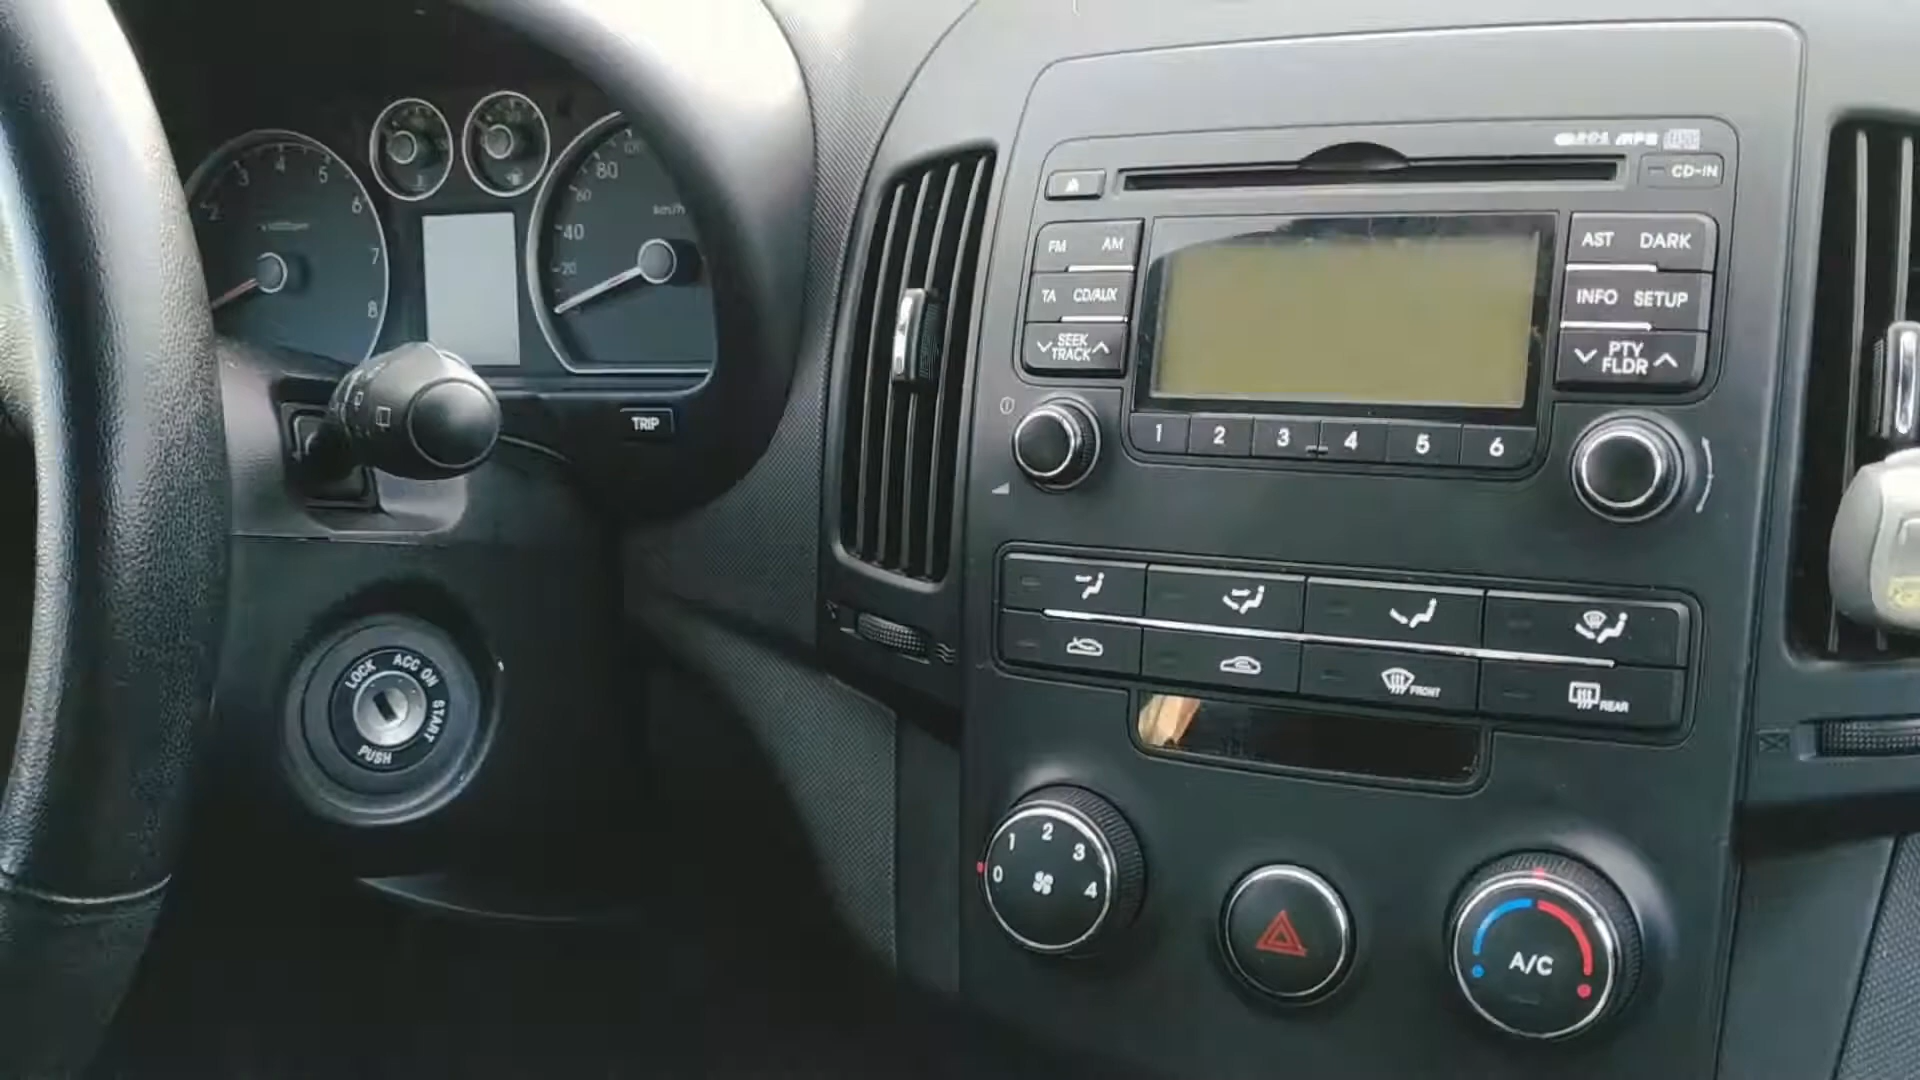 2 3 4 5 6 7 8
20 40 60 80
km/h
TRIP
LOCK ACC ON START
PUSH
CD-IN
FM AM
TA CD/AUX
SEEK
TRACK
AST DARK
INFO SETUP
PTY
FLDR
1 2 3 4 5 6
FRONT
REAR
0 1 2 3 4
A/C